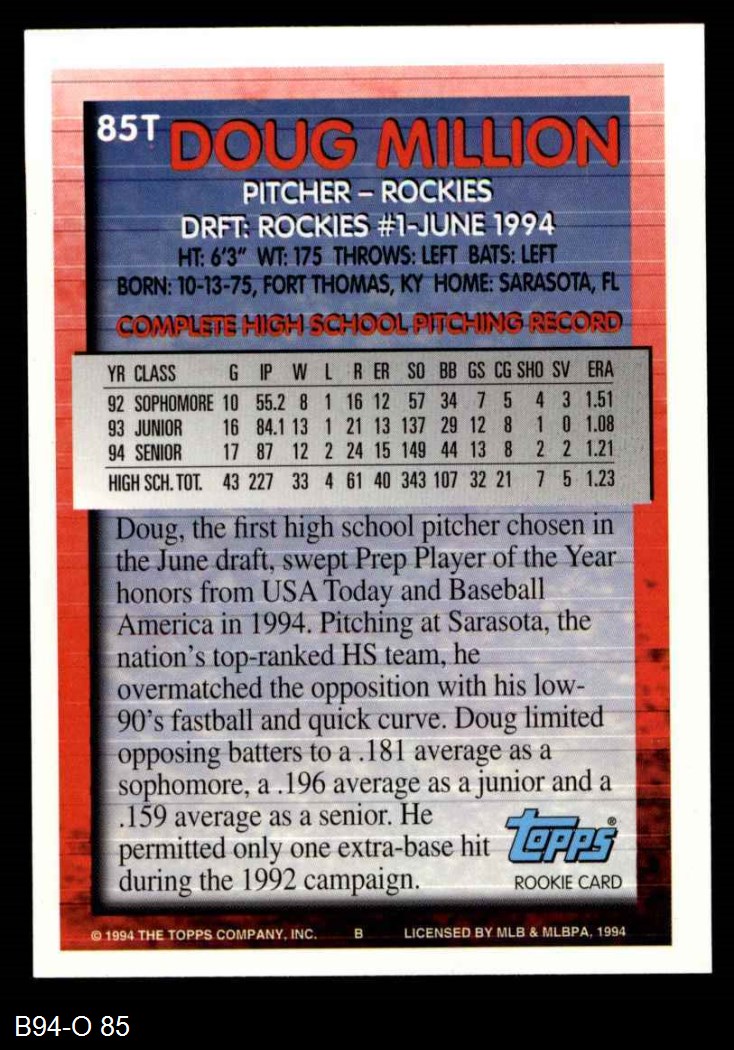 85T DOUG MILLION
PITCHER – ROCKIES
DRFT: ROCKIES #1-JUNE 1994
HT: 6'3" WT: 175 THROWS: LEFT BATS: LEFT
BORN: 10-13-75, FORT THOMAS, KY HOME: SARASOTA, FL
COMPLETE HIGH SCHOOL PITCHING RECORD
YR CLASS G IP W L R ER SO BB GS CG SHO SV ERA
92 SOPHOMORE 10 55.2 8 1 16 12 57 34 7 5 4 3 1.51
93 JUNIOR 16 84.1 13 1 21 13 137 29 12 8 1 0 1.08
94 SENIOR 17 87 12 2 24 15 149 44 13 8 2 2 1.21
HIGH SCH. TOT. 43 227 33 4 61 40 343 107 32 21 7 5 1.23
Doug, the first high school pitcher chosen in
the June draft, swept Prep Player of the Year
honors from USA Today and Baseball
America in 1994. Pitching at Sarasota, the
nation's top-ranked HS team, he
overmatched the opposition with his low-
90's fastball and quick curve. Doug limited
opposing batters to a .181 average as a
sophomore, a .196 average as a junior and a
.159 average as a senior. He
permitted only one extra-base hit
during the 1992 campaign.
topps®
ROOKIE CARD
© 1994 THE TOPPS COMPANY, INC. B LICENSED BY MLB & MLBPA, 1994
B94-O 85